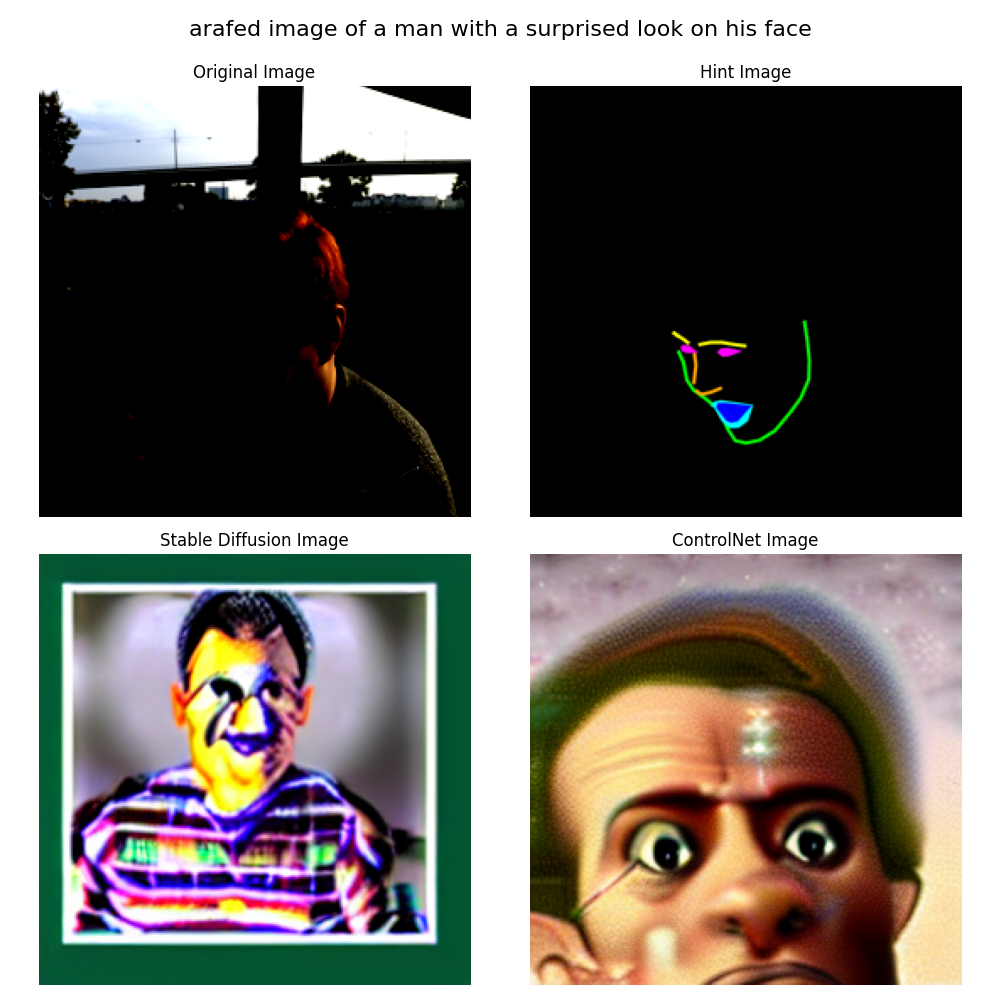 arafed image of a man with a surprised look on his face
Original Image
Hint Image
Stable Diffusion Image
ControlNet Image